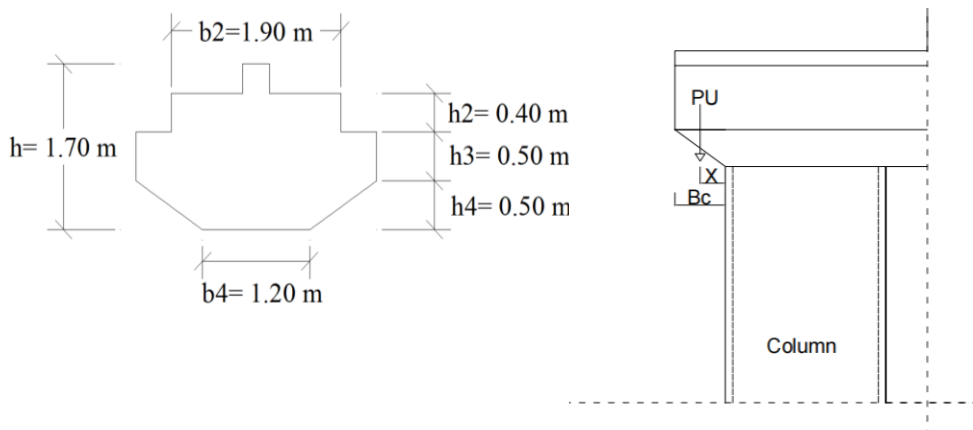 b2=1.90 m
h2= 0.40 m
h= 1.70 m
h3= 0.50 m
h4= 0.50 m
b4= 1.20 m
PU
X
Bc
Column